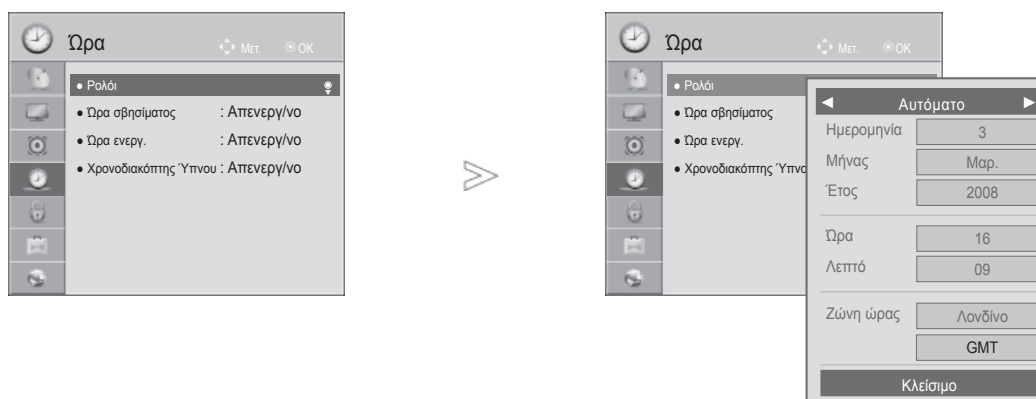 Ώρα
Μετ.
OK
● Ρολόι
● Ώρα σβησίματος : Απενεργ/νο
● Ώρα ενεργ. : Απενεργ/νο
● Χρονοδιακόπτης Ύπνου : Απενεργ/νο
Ώρα
Μετ.
OK
● Ρολόι
● Ώρα σβησίματος
● Ώρα ενεργ.
● Χρονοδιακόπτης Ύπνο
◄ Αυτόματο ►
Ημερομηνία 3
Μήνας Μαρ.
Έτος 2008
Ώρα 16
Λεπτό 09
Ζώνη ώρας Λονδίνο
GMT
Κλείσιμο